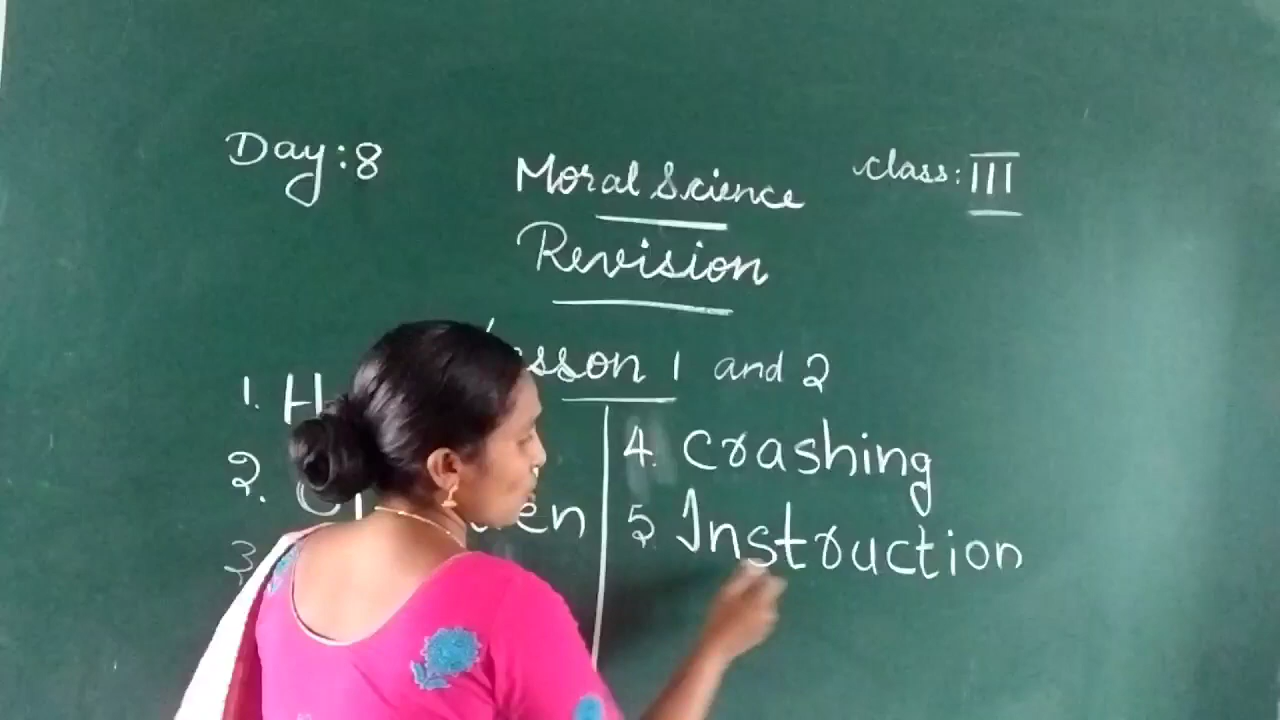 Day: 8
Moral Science
class: III
Revision
Lesson 1 and 2
1. H
2.
3
4. crashing
5. Instruction